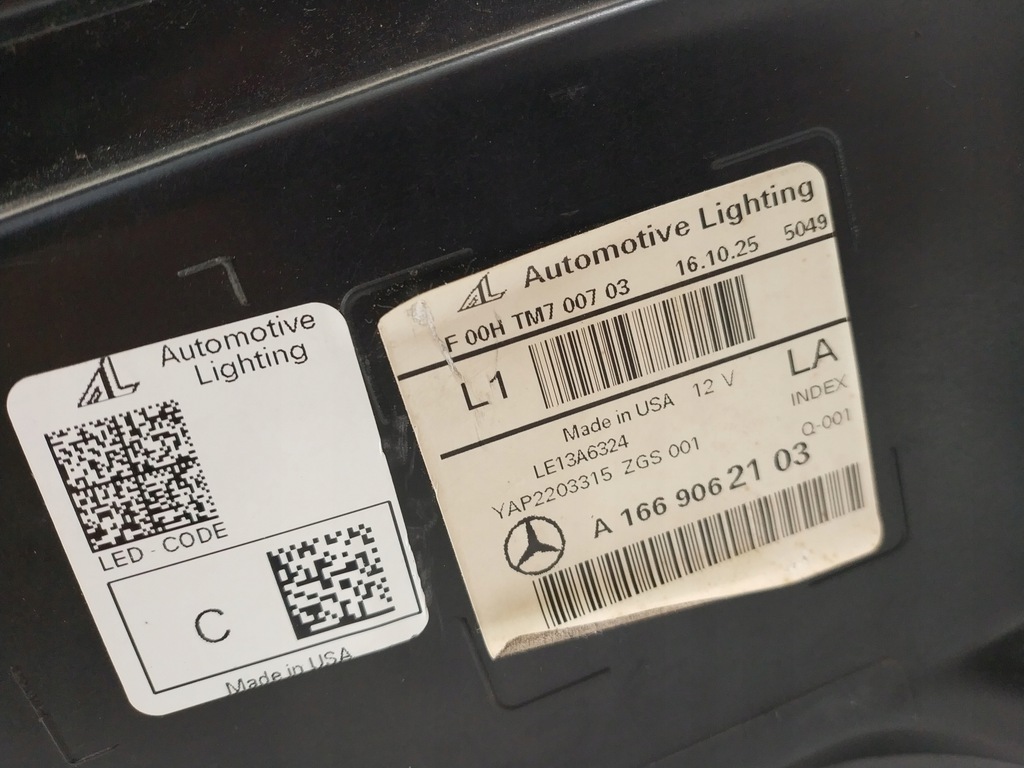 Automotive
Lighting
LED - CODE
C
Made in USA
Automotive Lighting
F 00H TM7 007 03 16.10.25 5049
L1
Made in USA 12 V LA
LE13A6324 INDEX
YAP2203315 ZGS 001 Q-001
A 166 906 21 03